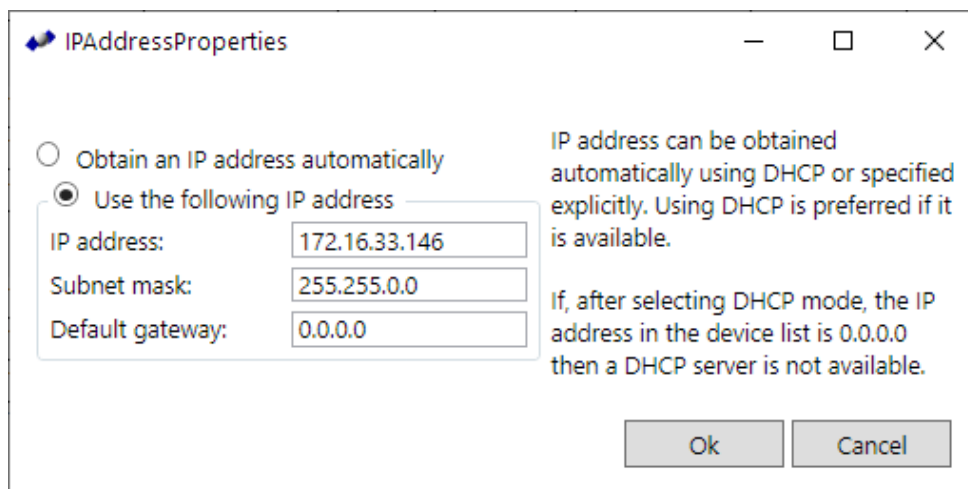 IPAddressProperties
Obtain an IP address automatically
Use the following IP address
IP address:
172.16.33.146
Subnet mask:
255.255.0.0
Default gateway:
0.0.0.0
IP address can be obtained
automatically using DHCP or specified
explicitly. Using DHCP is preferred if it
is available.
If, after selecting DHCP mode, the IP
address in the device list is 0.0.0.0
then a DHCP server is not available.
Ok
Cancel